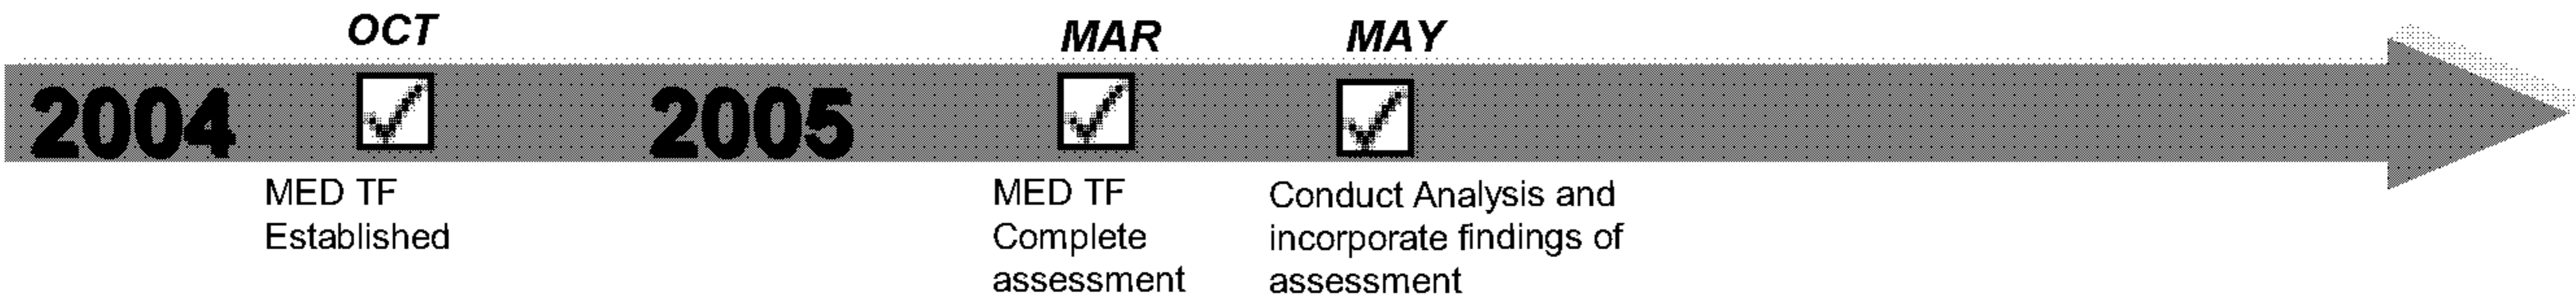 OCT
MAR
MAY
2004
2005
MED TF
Established
MED TF
Complete
assessment
Conduct Analysis and
incorporate findings of
assessment